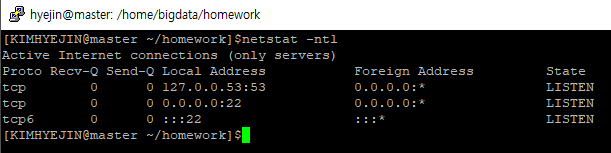 hyejin@master: /home/bigdata/homework
[KIMHYEJIN@master ~/homework]$netstat -ntl
Active Internet connections (only servers)
Proto Recv-Q Send-Q Local Address           Foreign Address         State
tcp        0      0 127.0.0.53:53           0.0.0.0:*               LISTEN
tcp        0      0 0.0.0.0:22              0.0.0.0:*               LISTEN
tcp6       0      0 :::22                   :::*                    LISTEN
[KIMHYEJIN@master ~/homework]$